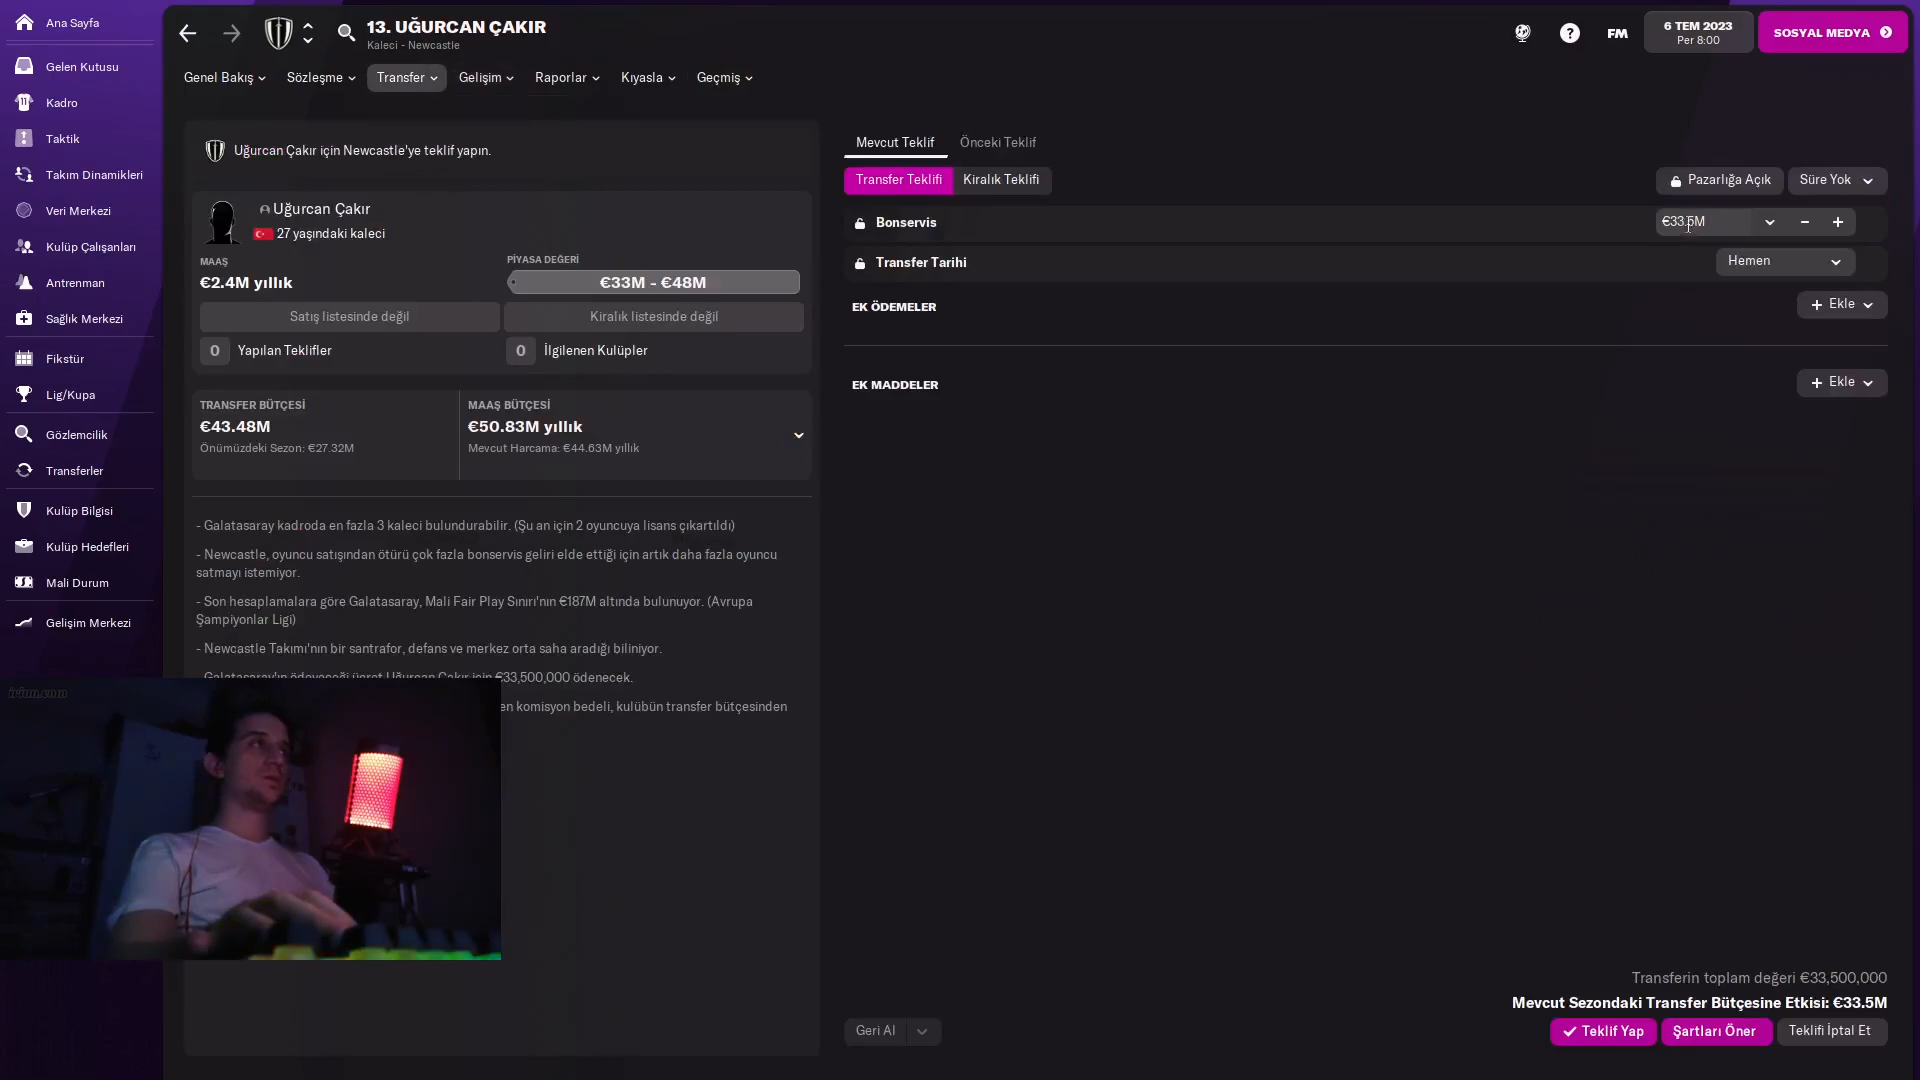 Ana Sayfa
Gelen Kutusu
Kadro
Taktik
Takım Dinamikleri
Veri Merkezi
Kulüp Çalışanları
Antrenman
Sağlık Merkezi
Fikstür
Lig/Kupa
Gözlemcilik
Transferler
Kulüp Bilgisi
Kulüp Hedefleri
Mali Durum
Gelişim Merkezi
13. UĞURCAN ÇAKIR
Kaleci - Newcastle
FM
6 TEM 2023
Per 8:00
SOSYAL MEDYA
Genel Bakış
Sözleşme
Transfer
Gelişim
Raporlar
Kıyasla
Geçmiş
Uğurcan Çakır için Newcastle'ye teklif yapın.
Uğurcan Çakır
27 yaşındaki kaleci
MAAŞ
€2.4M yıllık
PİYASA DEĞERİ
€33M - €48M
Satış listesinde değil
Kiralık listesinde değil
0 Yapılan Teklifler
0 İlgilenen Kulüpler
TRANSFER BÜTÇESİ
€43.48M
Önümüzdeki Sezon: €27.32M
MAAŞ BÜTÇESİ
€50.83M yıllık
Mevcut Harcama: €44.63M yıllık
- Galatasaray kadroda en fazla 3 kaleci bulundurabilir. (Şu an için 2 oyuncuya lisans çıkartıldı)
- Newcastle, oyuncu satışından ötürü çok fazla bonservis geliri elde ettiği için artık daha fazla oyuncu
satmayı istemiyor.
- Son hesaplamalara göre Galatasaray, Mali Fair Play Sınırı'nın €187M altında bulunuyor. (Avrupa
Şampiyonlar Ligi)
- Newcastle Takımı'nın bir santrafor, defans ve merkez orta saha aradığı biliniyor.
- Galatasaray'ın ödeyeceği ücret Uğurcan Çakır için €33,500,000 ödenecek.
en komisyon bedeli, kulübün transfer bütçesinden
Mevcut Teklif
Önceki Teklif
Transfer Teklifi
Kiralık Teklifi
Pazarlığa Açık
Süre Yok
Bonservis
€33.5M
Transfer Tarihi
Hemen
EK ÖDEMELER
Ekle
EK MADDELER
Ekle
Transferin toplam değeri €33,500,000
Mevcut Sezondaki Transfer Bütçesine Etkisi: €33.5M
Geri Al
Teklif Yap
Şartları Öner
Teklifi İptal Et